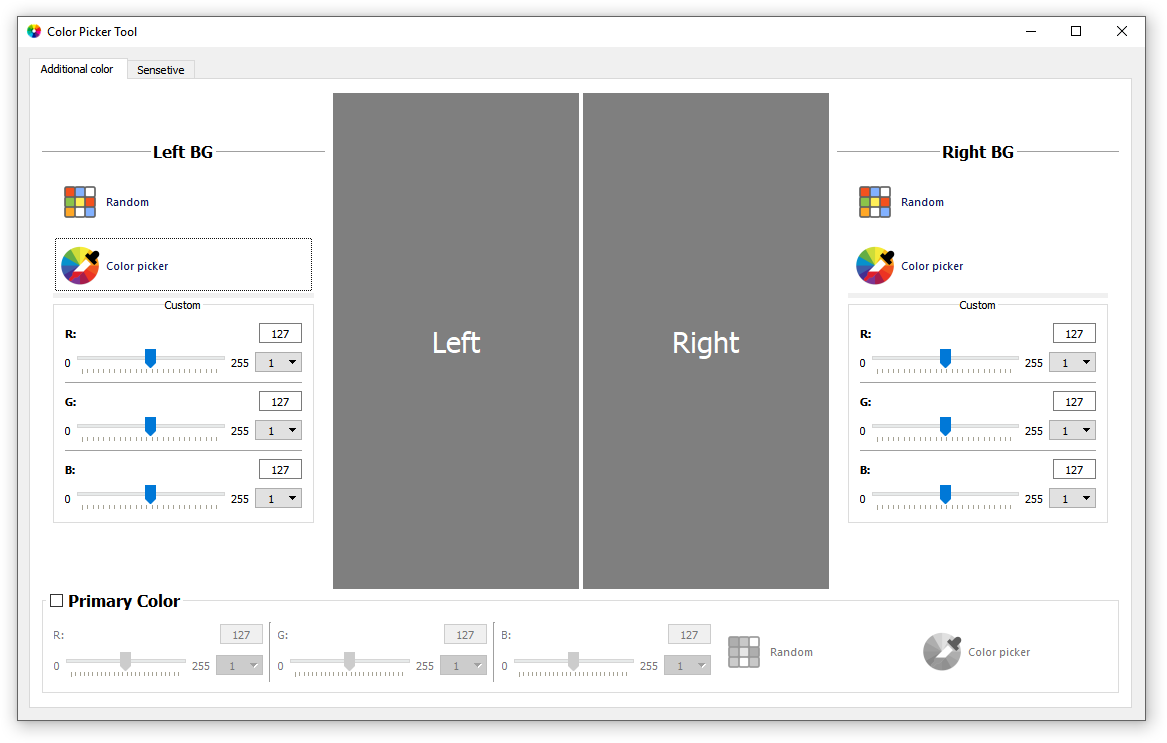 Color Picker Tool
Additional color
Sensetive
Left BG
Random
Color picker
Custom
R:
127
0
255
1
G:
127
0
255
1
B:
127
0
255
1
Left
Right
Right BG
Random
Color picker
Custom
R:
127
0
255
1
G:
127
0
255
1
B:
127
0
255
1
Primary Color
R:
127
0
255
1
G:
127
0
255
1
B:
127
0
255
1
Random
Color picker